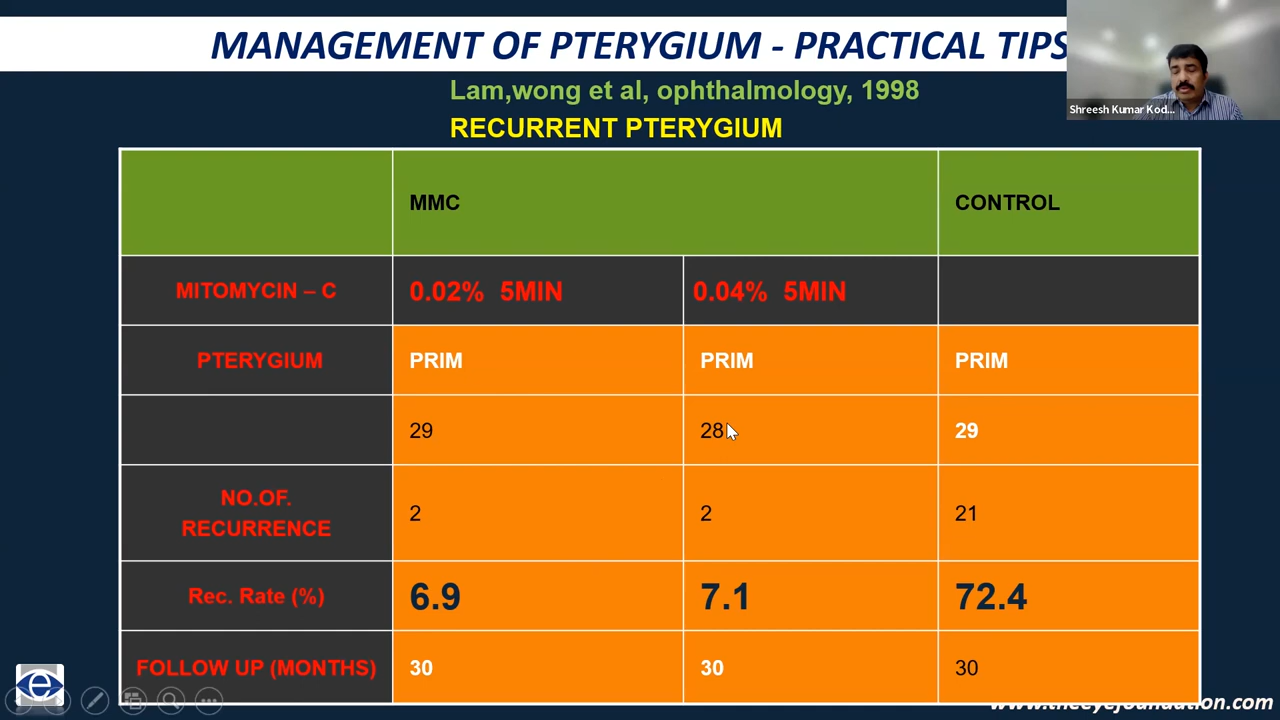 MANAGEMENT OF PTERYGIUM - PRACTICAL TIPS
Shreesh Kumar Kod...
Lam,wong et al, ophthalmology, 1998
RECURRENT PTERYGIUM
MMC CONTROL
MITOMYCIN – C 0.02% 5MIN 0.04% 5MIN
PTERYGIUM PRIM PRIM PRIM
29 28 29
NO.OF.
RECURRENCE 2 2 21
Rec. Rate (%) 6.9 7.1 72.4
FOLLOW UP (MONTHS) 30 30 30
www.theeyefoundation.com